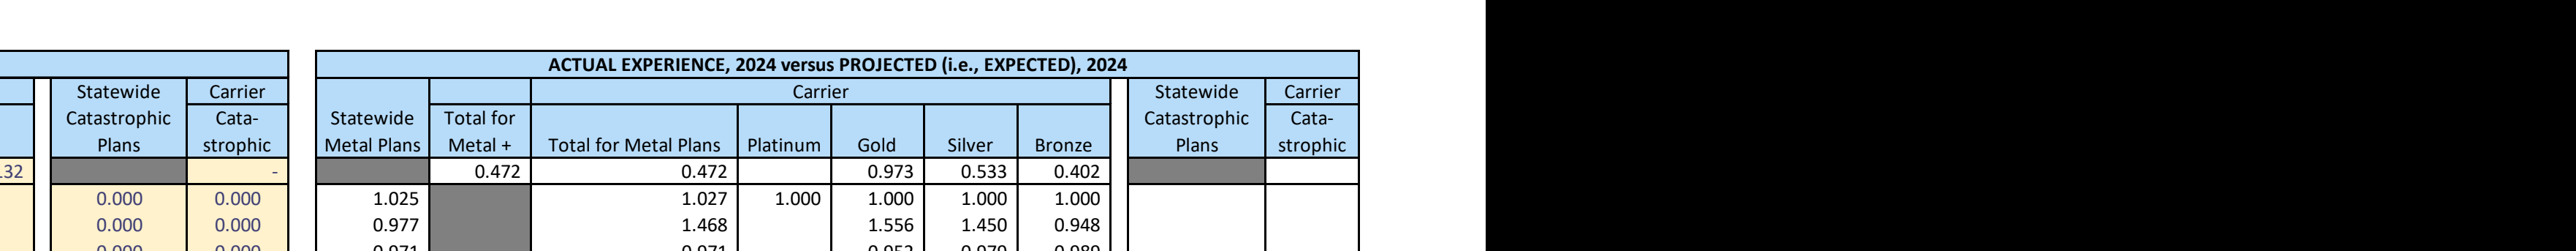 ACTUAL EXPERIENCE, 2024 versus PROJECTED (i.e., EXPECTED), 2024
Statewide Carrier Carrier Statewide Carrier
Catastrophic Cata- Statewide Total for Catastrophic Cata-
Plans strophic Metal Plans Metal + Total for Metal Plans Platinum Gold Silver Bronze Plans strophic
- 0.472 0.472 0.973 0.533 0.402
0.000 0.000 1.025 1.027 1.000 1.000 1.000 1.000
0.000 0.000 0.977 1.468 1.556 1.450 0.948